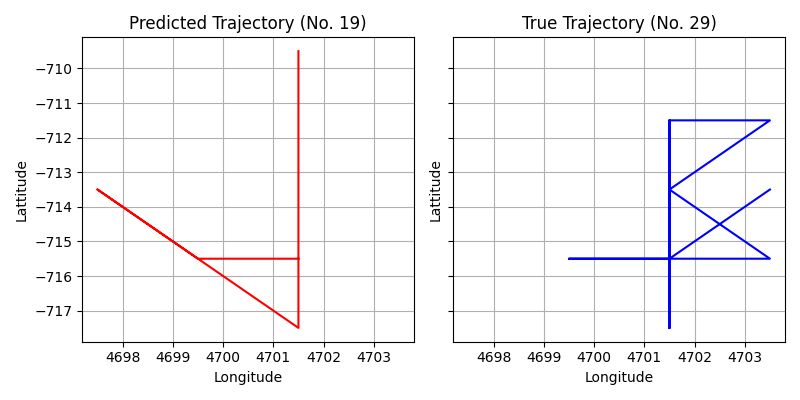 Predicted Trajectory (No. 19)
−710
−711
−712
−713
−714
−715
−716
−717
Lattitude
4698 4699 4700 4701 4702 4703
Longitude
True Trajectory (No. 29)
Lattitude
4698 4699 4700 4701 4702 4703
Longitude